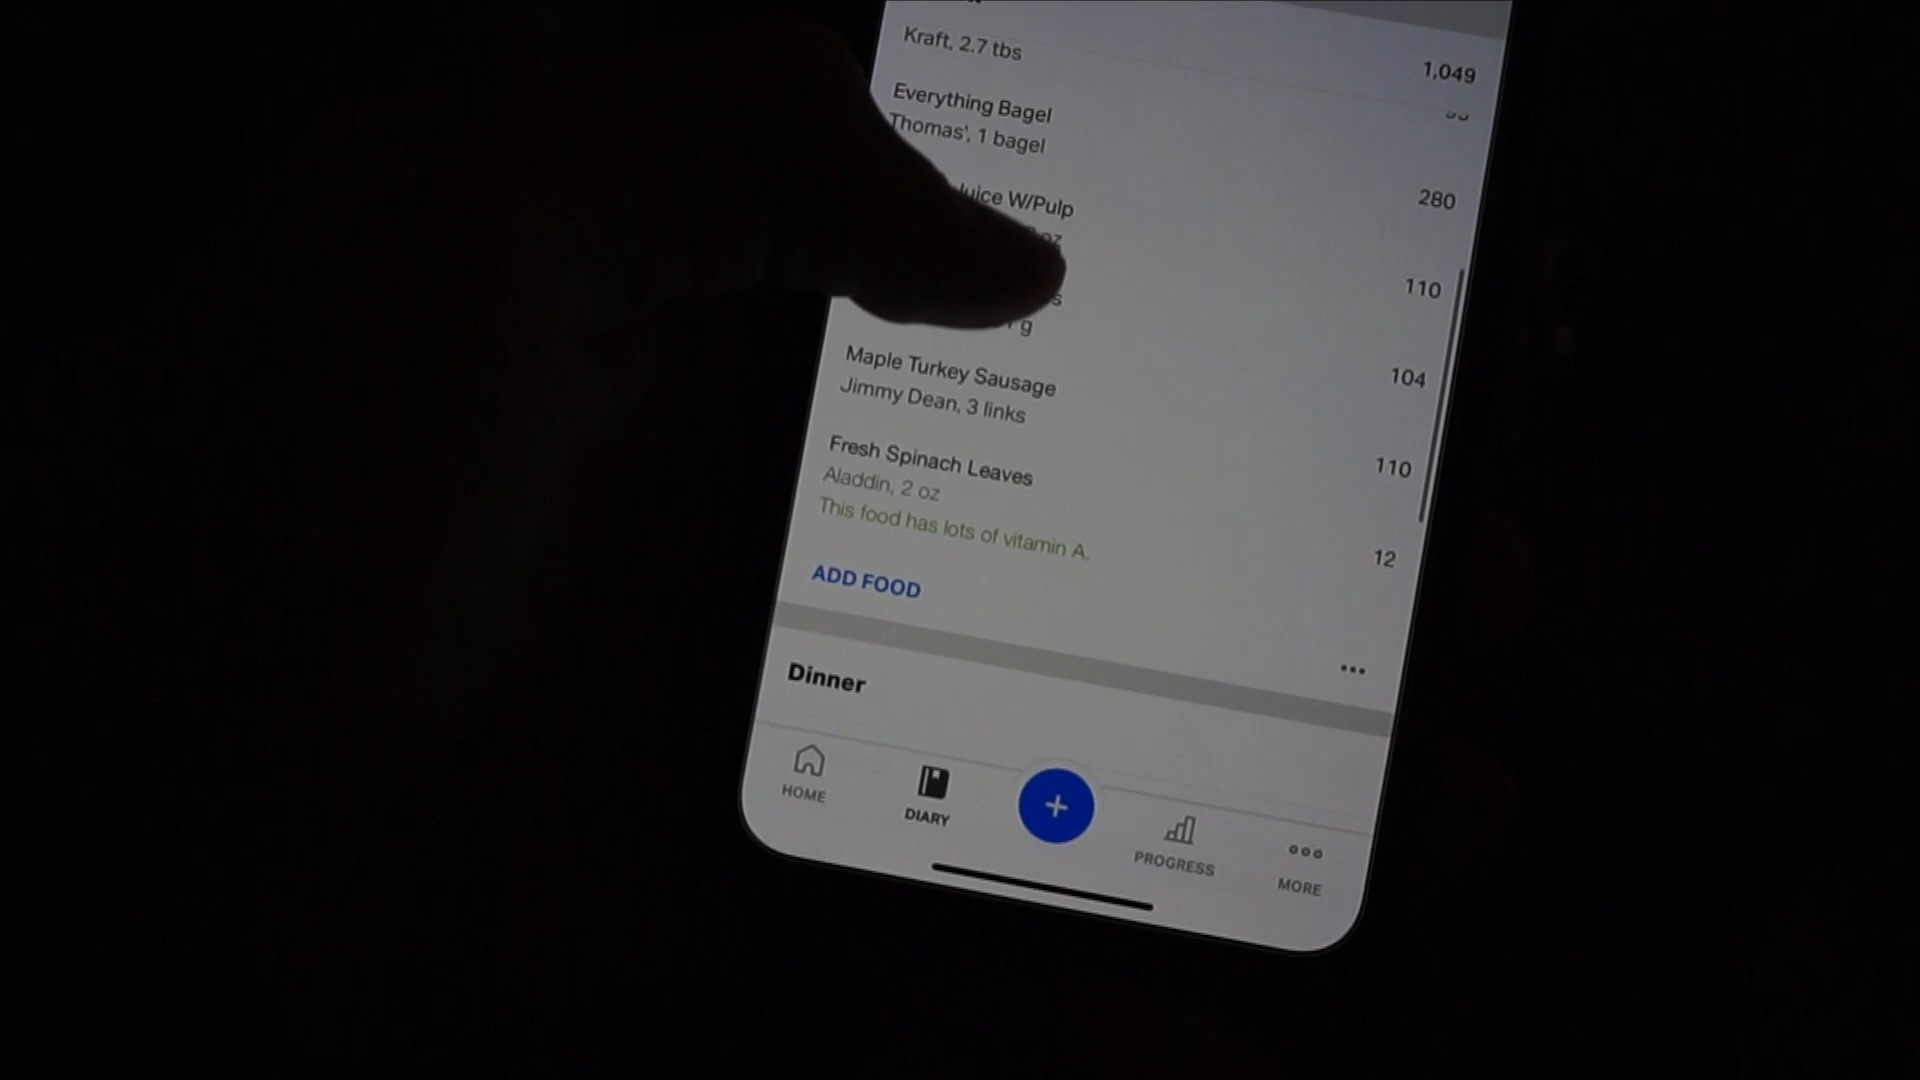 1,049
Kraft, 2.7 tbs
Everything Bagel
Thomas', 1 bagel
280
Juice W/Pulp
oz
110
g
104
Maple Turkey Sausage
Jimmy Dean, 3 links
110
Fresh Spinach Leaves
Aladdin, 2 oz
This food has lots of vitamin A.
12
ADD FOOD
Dinner
HOME
DIARY
PROGRESS
MORE